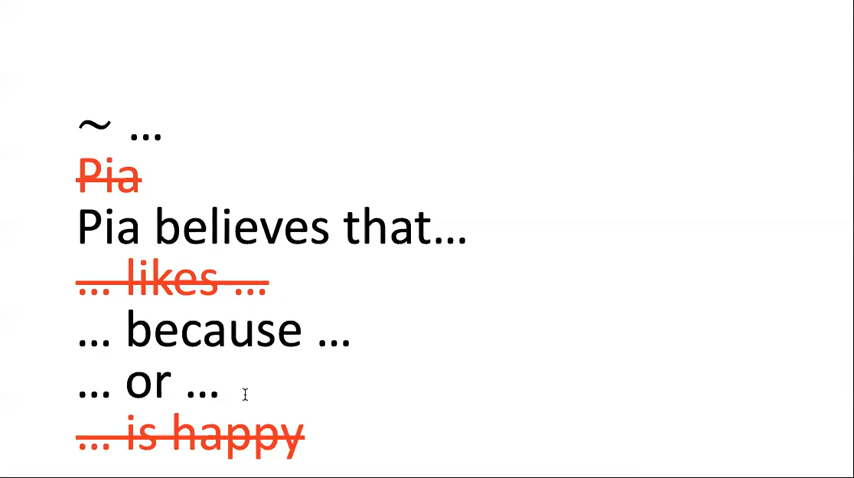 ~ …
Pia
Pia believes that…
… likes …
… because …
… or …
… is happy